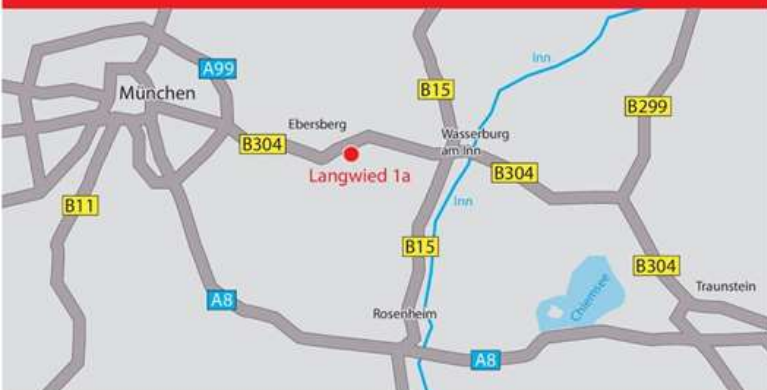 Inn
A99
B15
München
B299
Ebersberg
Wasserburg
am Inn
B304
B304
Langwied 1a
B11
Inn
B15
B304
Chiemsee
Traunstein
A8
Rosenheim
A8